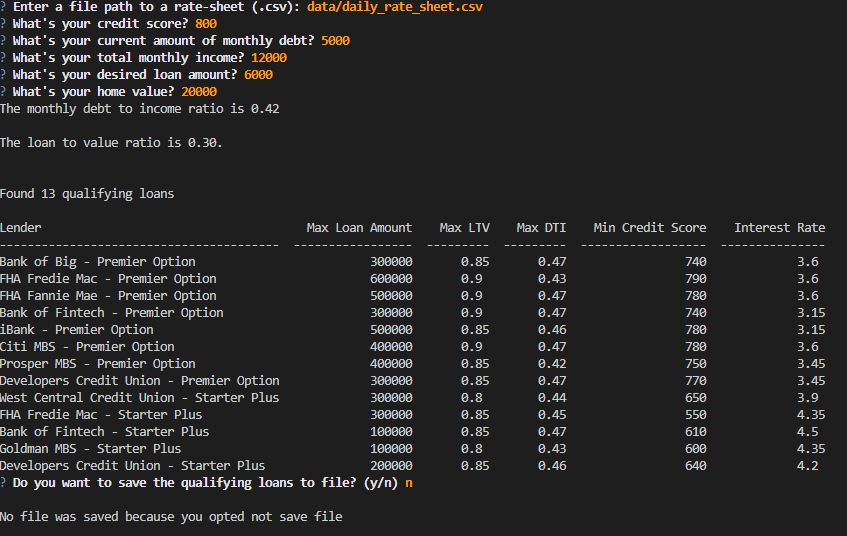 ? Enter a file path to a rate-sheet (.csv): data/daily_rate_sheet.csv
? What's your credit score? 800
? What's your current amount of monthly debt? 5000
? What's your total monthly income? 12000
? What's your desired loan amount? 6000
? What's your home value? 20000
The monthly debt to income ratio is 0.42
The loan to value ratio is 0.30.
Found 13 qualifying loans
Lender Max Loan Amount Max LTV Max DTI Min Credit Score Interest Rate
---------------------------------------- ----------------- --------- --------- ------------------ ---------------
Bank of Big - Premier Option 300000 0.85 0.47 740 3.6
FHA Fredie Mac - Premier Option 600000 0.9 0.43 790 3.6
FHA Fannie Mae - Premier Option 500000 0.9 0.47 780 3.6
Bank of Fintech - Premier Option 300000 0.9 0.47 740 3.15
iBank - Premier Option 500000 0.85 0.46 780 3.15
Citi MBS - Premier Option 400000 0.9 0.47 780 3.6
Prosper MBS - Premier Option 400000 0.85 0.42 750 3.45
Developers Credit Union - Premier Option 300000 0.85 0.47 770 3.45
West Central Credit Union - Starter Plus 300000 0.8 0.44 650 3.9
FHA Fredie Mac - Starter Plus 300000 0.85 0.45 550 4.35
Bank of Fintech - Starter Plus 100000 0.85 0.47 610 4.5
Goldman MBS - Starter Plus 100000 0.8 0.43 600 4.35
Developers Credit Union - Starter Plus 200000 0.85 0.46 640 4.2
? Do you want to save the qualifying loans to file? (y/n) n
No file was saved because you opted not save file